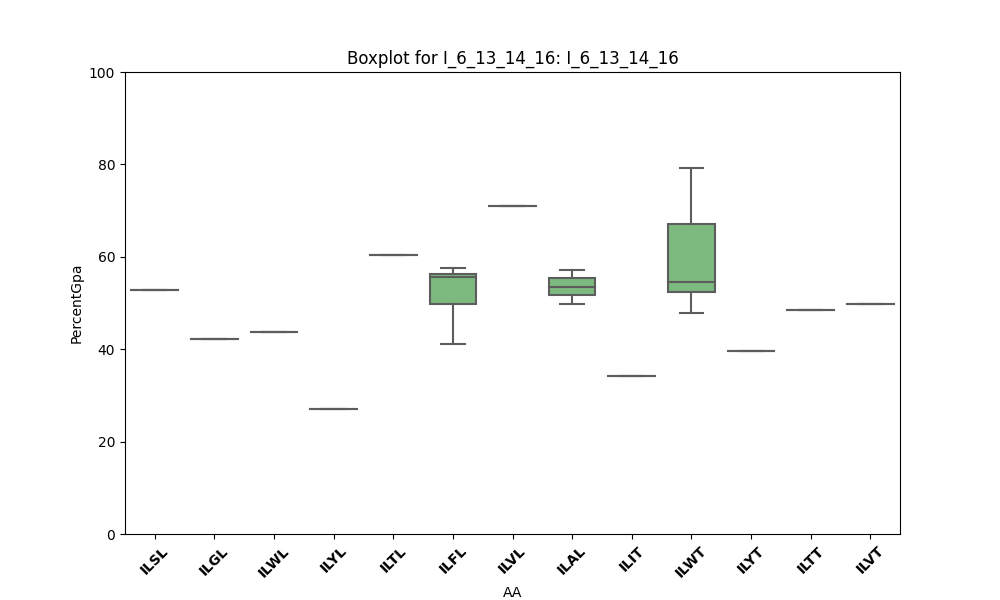 Boxplot for I_6_13_14_16: I_6_13_14_16
100
80
60
40
20
0
PercentGpa
ILSL
ILGL
ILWL
ILYL
ILTL
ILFL
ILVL
ILAL
ILIT
ILWT
ILYT
ILTT
ILVT
AA